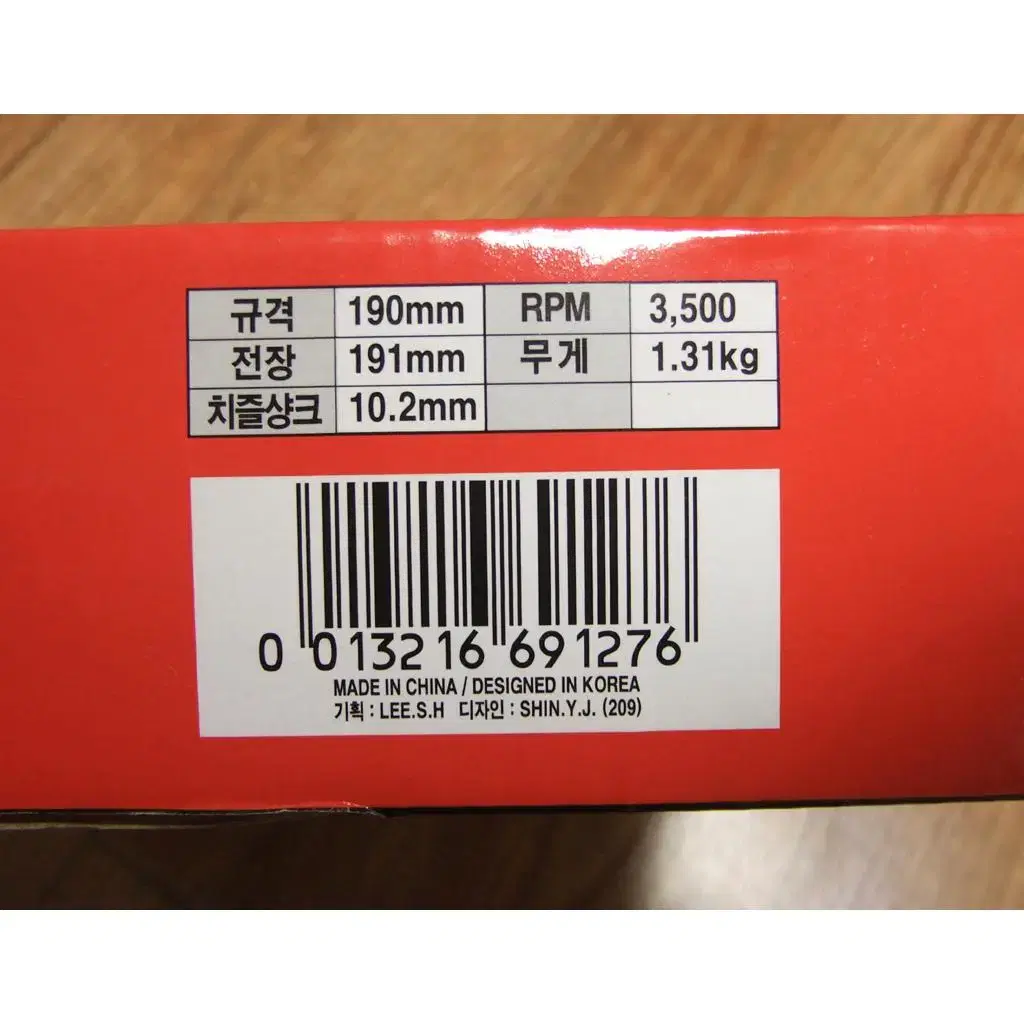 규격 190mm RPM 3,500
전장 191mm 무게 1.31kg
치즐샹크 10.2mm
0 013216 691276
MADE IN CHINA / DESIGNED IN KOREA
기획 : LEE.S.H 디자인 : SHIN.Y.J. (209)